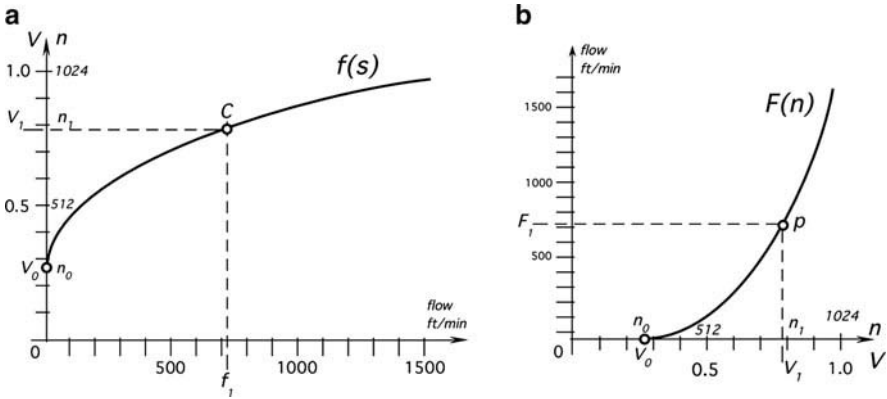 a
V n
1.0 1024
f(s)
C
V₁ n₁
0.5 512
V₀ n₀
flow
ft/min
0 500 1000 1500
f₁
b
flow
ft/min
1500
F(n)
1000
F₁ p
500
n₀ 512 n₁ 1024 n
0 V₀ 0.5 V₁ 1.0 V